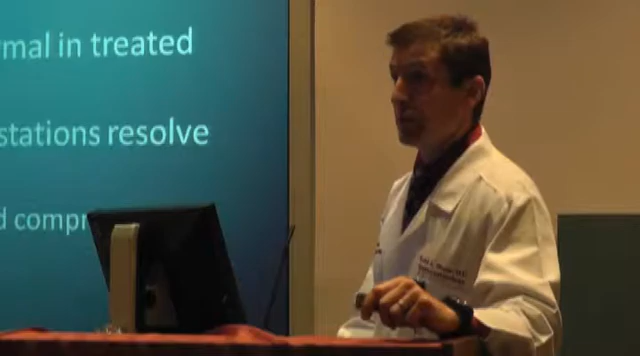 rmal in treated
stations resolve
d compr